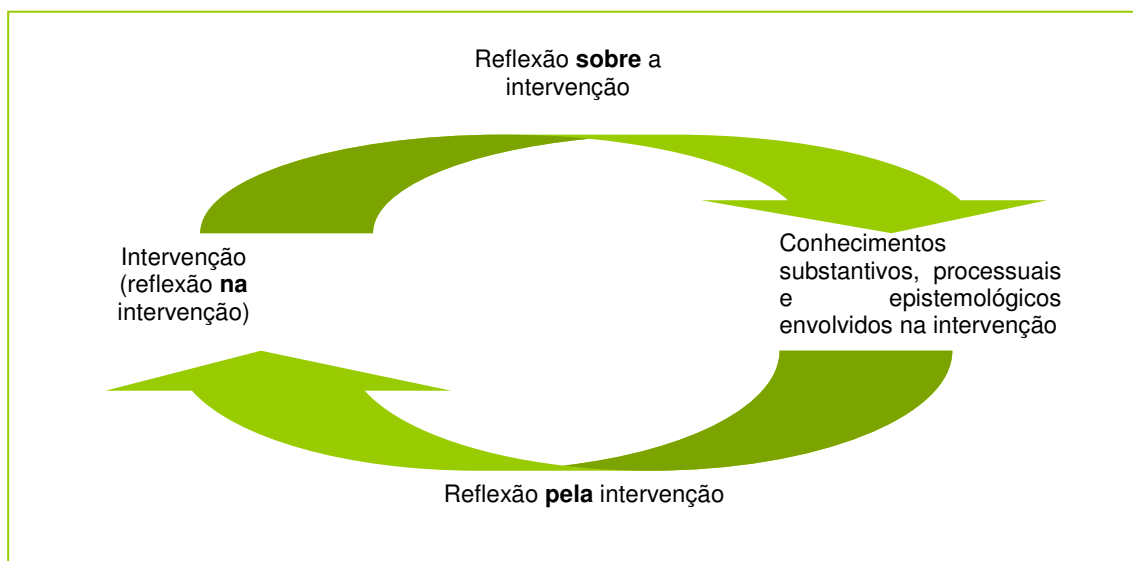 Reflexão sobre a
intervenção
Intervenção
(reflexão na
intervenção)
Conhecimentos
substantivos, processuais
e epistemológicos
envolvidos na intervenção
Reflexão pela intervenção